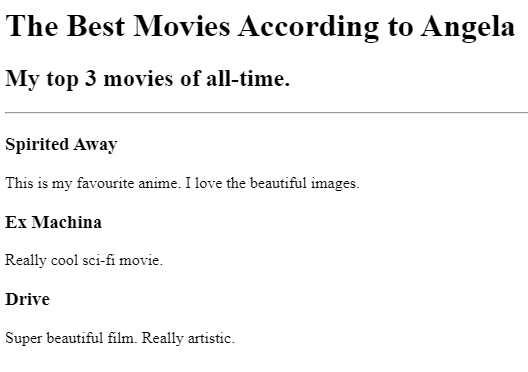 The Best Movies According to Angela
My top 3 movies of all-time.
Spirited Away
This is my favourite anime. I love the beautiful images.
Ex Machina
Really cool sci-fi movie.
Drive
Super beautiful film. Really artistic.